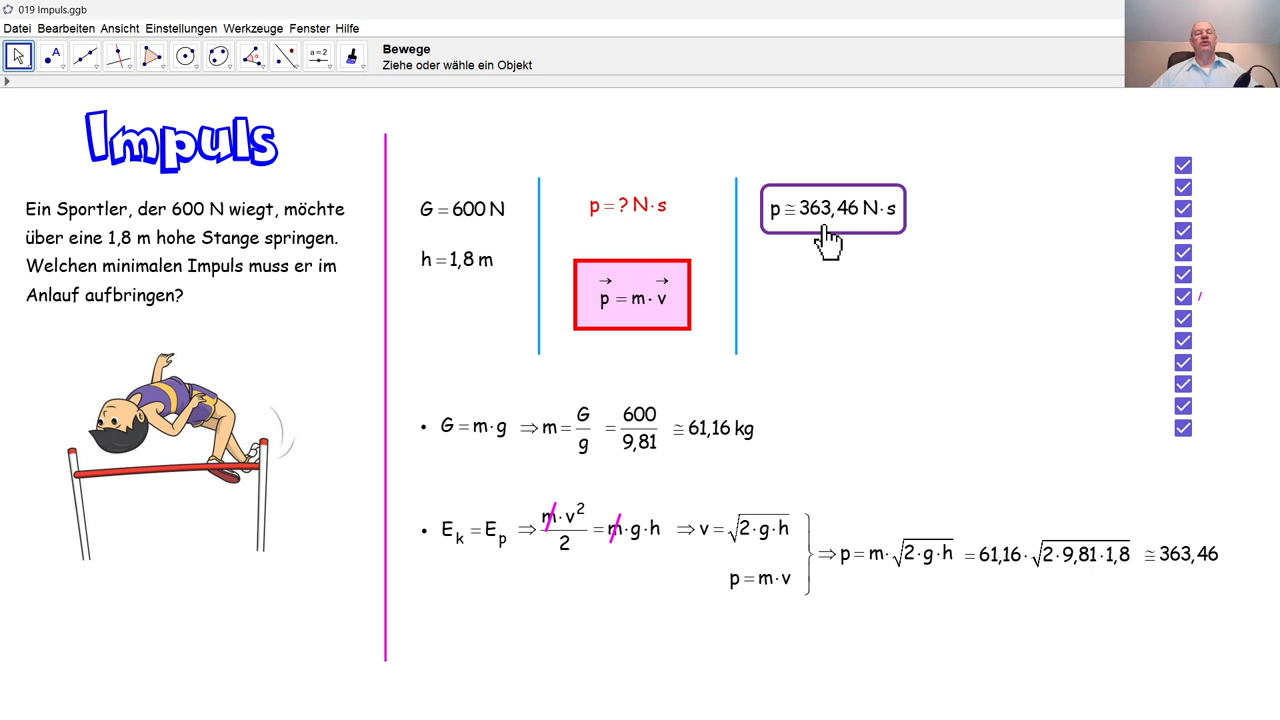 019 Impuls.ggb
Datei Bearbeiten Ansicht Einstellungen Werkzeuge Fenster Hilfe
A
a=2
Bewege
Ziehe oder wähle ein Objekt
Impuls
Ein Sportler, der 600 N wiegt, möchte
über eine 1,8 m hohe Stange springen.
Welchen minimalen Impuls muss er im
Anlauf aufbringen?
G = 600 N
h = 1,8 m
p = ? N·s
p⃗ = m · v⃗
p ≅ 363,46 N·s
• G = m·g ⇒ m = G/g = 600/9,81 ≅ 61,16 kg
• Eₖ = Eₚ ⇒ m·v²/2 = m·g·h ⇒ v = √(2·g·h)
p = m·v
⇒ p = m·√(2·g·h) = 61,16·√(2·9,81·1,8) ≅ 363,46